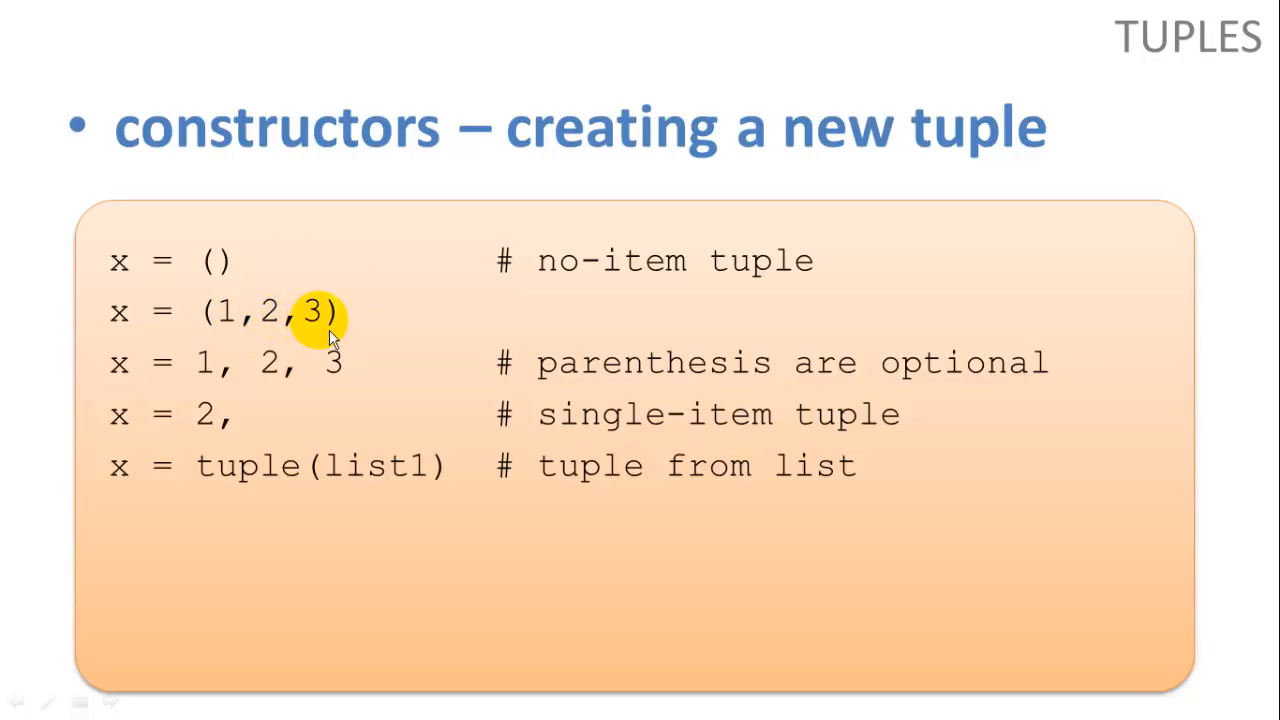 TUPLES
• constructors – creating a new tuple
x = () # no-item tuple
x = (1,2,3)
x = 1, 2, 3 # parenthesis are optional
x = 2, # single-item tuple
x = tuple(list1) # tuple from list